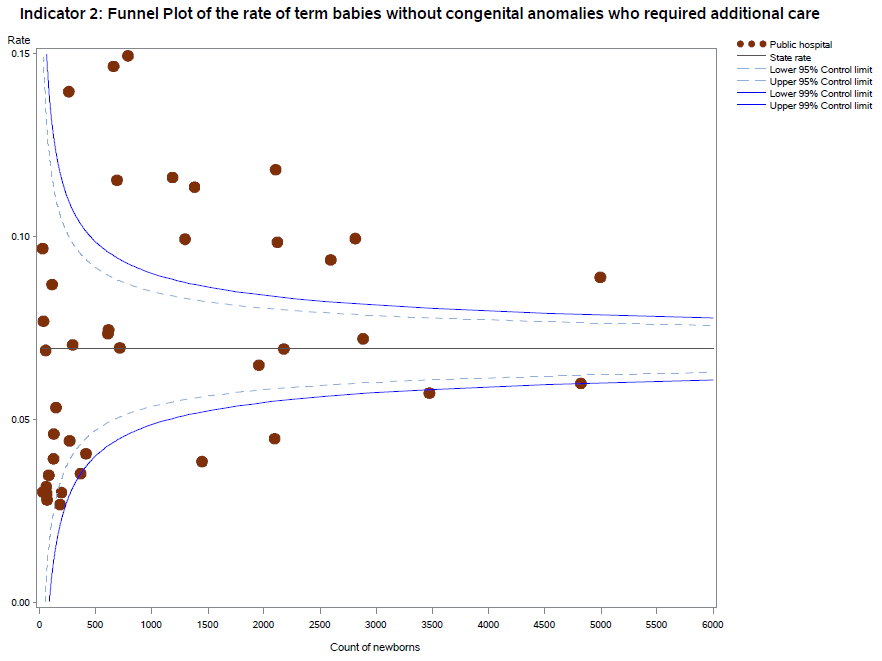 Indicator 2: Funnel Plot of the rate of term babies without congenital anomalies who required additional care
Rate
Public hospital
State rate
Lower 95% Control limit
Upper 95% Control limit
Lower 99% Control limit
Upper 99% Control limit
0.15
0.10
0.05
0.00
0 500 1000 1500 2000 2500 3000 3500 4000 4500 5000 5500 6000
Count of newborns